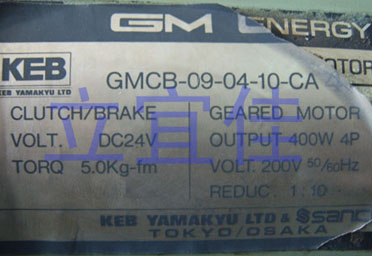 GM ENERGY
KEB
KEB YAMAKYU LTD
MOTOR
GMCB-09-04-10-CA
CLUTCH/BRAKE
GEARED MOTOR
VOLT. DC24V
OUTPUT 400W 4P
TORQ 5.0Kg-fm
VOLT. 200V 50/60Hz
REDUC. 1:10
KEB YAMAKYU LTD &
TOKYO/OSAKA
立宜佳